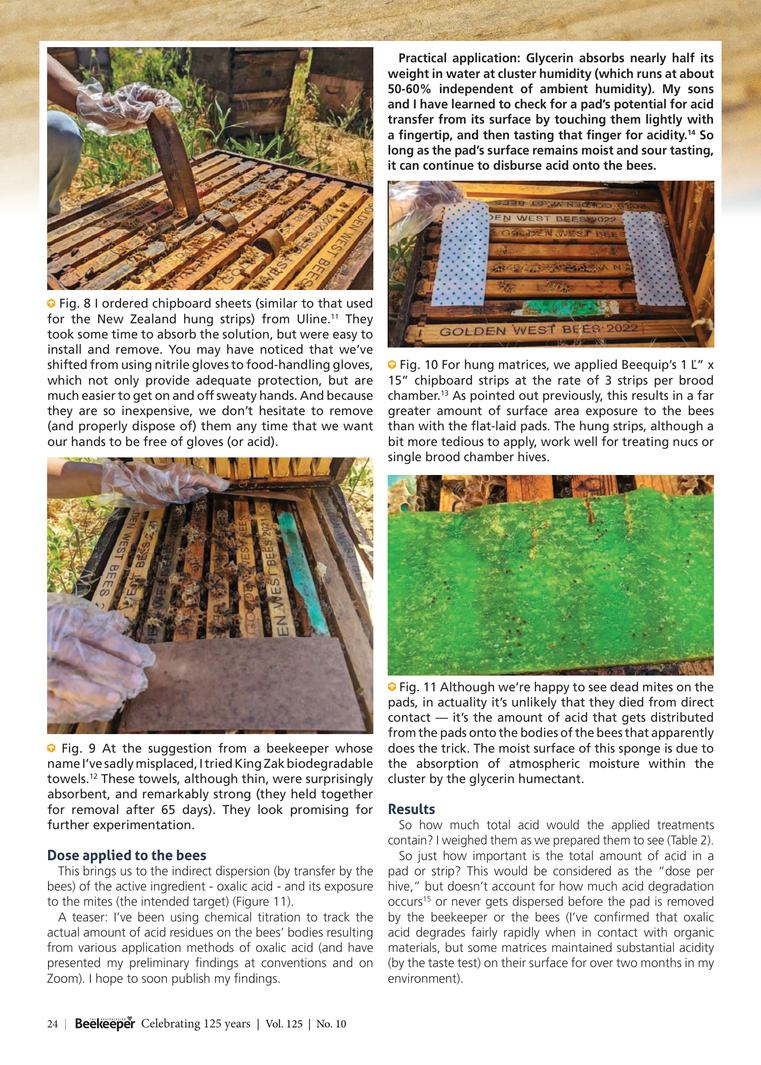 GOLDEN WEST BEES 2022
Fig. 8 I ordered chipboard sheets (similar to that used
for the New Zealand hung strips) from Uline.¹¹ They
took some time to absorb the solution, but were easy to
install and remove. You may have noticed that we’ve
shifted from using nitrile gloves to food-handling gloves,
which not only provide adequate protection, but are
much easier to get on and off sweaty hands. And because
they are so inexpensive, we don’t hesitate to remove
(and properly dispose of) them any time that we want
our hands to be free of gloves (or acid).
WEST BEES 2021
EN WEST BEES
Fig. 9 At the suggestion from a beekeeper whose
name I’ve sadly misplaced, I tried King Zak biodegradable
towels.¹² These towels, although thin, were surprisingly
absorbent, and remarkably strong (they held together
for removal after 65 days). They look promising for
further experimentation.
Dose applied to the bees
This brings us to the indirect dispersion (by transfer by the
bees) of the active ingredient - oxalic acid - and its exposure
to the mites (the intended target) (Figure 11).
A teaser: I’ve been using chemical titration to track the
actual amount of acid residues on the bees’ bodies resulting
from various application methods of oxalic acid (and have
presented my preliminary findings at conventions and on
Zoom). I hope to soon publish my findings.
Practical application: Glycerin absorbs nearly half its
weight in water at cluster humidity (which runs at about
50-60% independent of ambient humidity). My sons
and I have learned to check for a pad’s potential for acid
transfer from its surface by touching them lightly with
a fingertip, and then tasting that finger for acidity.¹⁴ So
long as the pad’s surface remains moist and sour tasting,
it can continue to disburse acid onto the bees.
DEN WEST BEES 2022
GOLDEN WEST BEES 2022
Fig. 10 For hung matrices, we applied Beequip’s 1 Ľ” x
15” chipboard strips at the rate of 3 strips per brood
chamber.¹³ As pointed out previously, this results in a far
greater amount of surface area exposure to the bees
than with the flat-laid pads. The hung strips, although a
bit more tedious to apply, work well for treating nucs or
single brood chamber hives.
Fig. 11 Although we’re happy to see dead mites on the
pads, in actuality it’s unlikely that they died from direct
contact — it’s the amount of acid that gets distributed
from the pads onto the bodies of the bees that apparently
does the trick. The moist surface of this sponge is due to
the absorption of atmospheric moisture within the
cluster by the glycerin humectant.
Results
So how much total acid would the applied treatments
contain? I weighed them as we prepared them to see (Table 2).
So just how important is the total amount of acid in a
pad or strip? This would be considered as the “dose per
hive,” but doesn’t account for how much acid degradation
occurs¹⁵ or never gets dispersed before the pad is removed
by the beekeeper or the bees (I’ve confirmed that oxalic
acid degrades fairly rapidly when in contact with organic
materials, but some matrices maintained substantial acidity
(by the taste test) on their surface for over two months in my
environment).
24 | Beekeeper Celebrating 125 years | Vol. 125 | No. 10